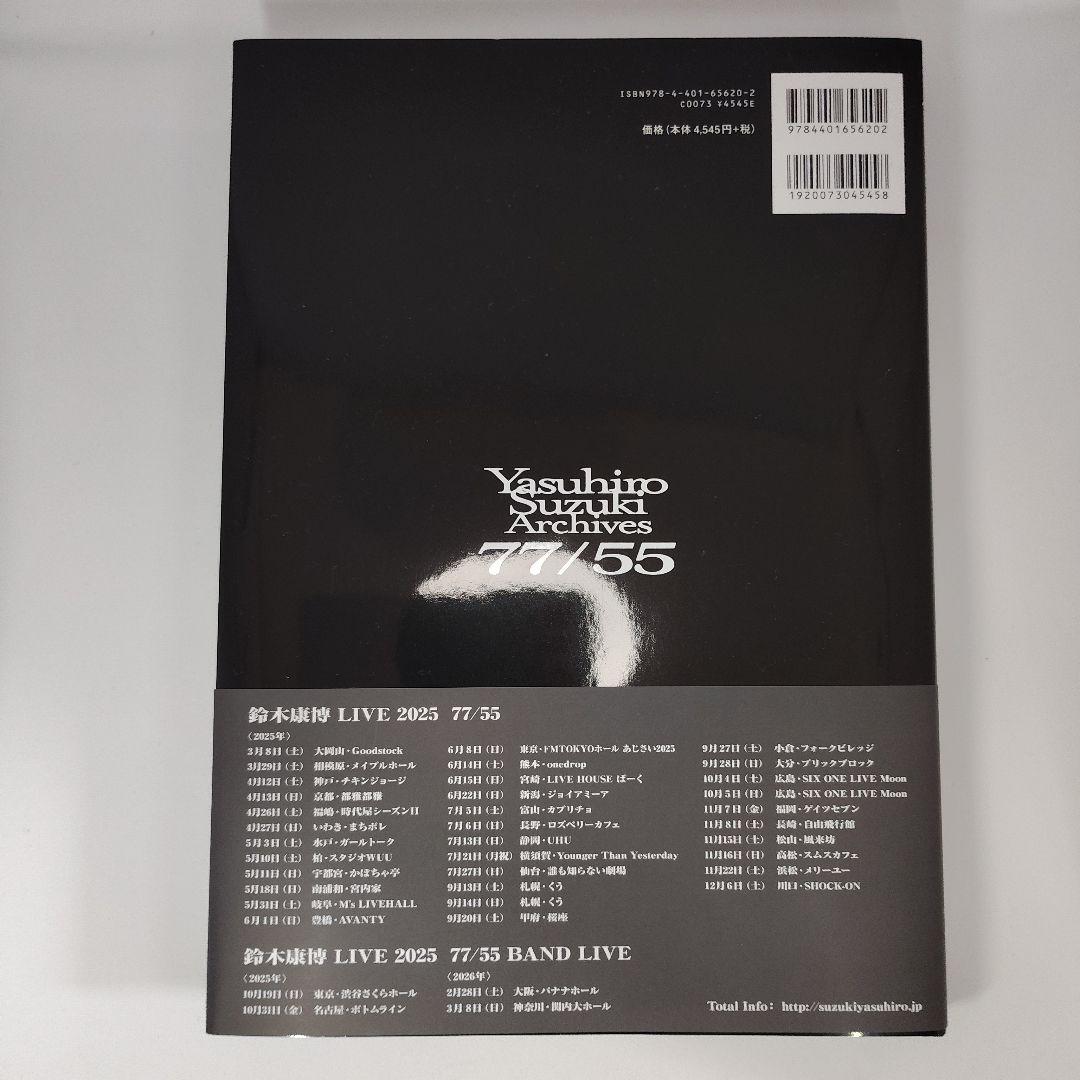 ISBN978-4-401-65620-2
C0073 ¥4545E
価格（本体 4,545円+税）
9784401656202
1920073045458
Yasuhiro
Suzuki
Archives
77/55
鈴木康博 LIVE 2025 77/55
〈2025年〉
3月8日（土） 大岡山・Goodstock
3月29日（土） 相模原・メイプルホール
4月12日（土） 神戸・チキンジョージ
4月13日（日） 京都・都雅都雅
4月26日（土） 福嶋・時代屋シーズンII
4月27日（日） いわき・まちポレ
5月3日（土） 水戸・ガールトーク
5月10日（土） 柏・スタジオWUU
5月11日（日） 宇都宮・かぼちゃ亭
5月18日（日） 南浦和・宮内家
5月31日（土） 岐阜・M's LIVEHALL
6月1日（日） 豊橋・AVANTY
6月8日（日） 東京・FMTOKYOホール あじさい2025
6月14日（土） 熊本・onedrop
6月15日（日） 宮崎・LIVE HOUSE ぱーく
6月22日（日） 新潟・ジョイアミーア
7月5日（土） 富山・カプリチョ
7月6日（日） 長野・ロズベリーカフェ
7月13日（日） 静岡・UHU
7月21日（月祝） 横須賀・Younger Than Yesterday
7月27日（日） 仙台・誰も知らない劇場
9月13日（土） 札幌・くう
9月14日（日） 札幌・くう
9月20日（土） 甲府・桜座
9月27日（土） 小倉・フォークビレッジ
9月28日（日） 大分・ブリックブロック
10月4日（土） 広島・SIX ONE LIVE Moon
10月5日（日） 広島・SIX ONE LIVE Moon
11月7日（金） 福岡・ゲイツセブン
11月8日（土） 長崎・自由飛行館
11月15日（土） 松山・風来坊
11月16日（日） 高松・スムスカフェ
11月22日（土） 浜松・メリーユー
12月6日（土） 川口・SHOCK-ON
鈴木康博 LIVE 2025 77/55 BAND LIVE
〈2025年〉
10月19日（日） 東京・渋谷さくらホール
10月31日（金） 名古屋・ボトムライン
〈2026年〉
2月28日（土） 大阪・バナナホール
3月8日（日） 神奈川・関内大ホール
Total Info: http://suzukiyasuhiro.jp